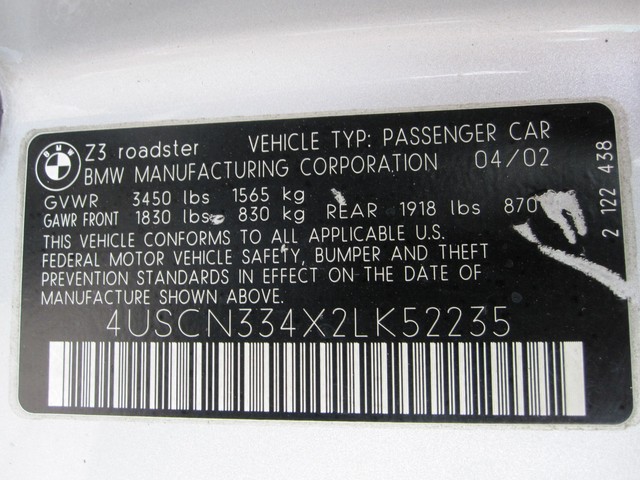 BMW
Z3 roadster VEHICLE TYP: PASSENGER CAR
BMW MANUFACTURING CORPORATION 04/02
GVWR 3450 lbs 1565 kg
GAWR FRONT 1830 lbs 830 kg REAR 1918 lbs 870
THIS VEHICLE CONFORMS TO ALL APPLICABLE U.S.
FEDERAL MOTOR VEHICLE SAFETY, BUMPER AND THEFT
PREVENTION STANDARDS IN EFFECT ON THE DATE OF
MANUFACTURE SHOWN ABOVE.
4USCN334X2LK52235
2 122 438